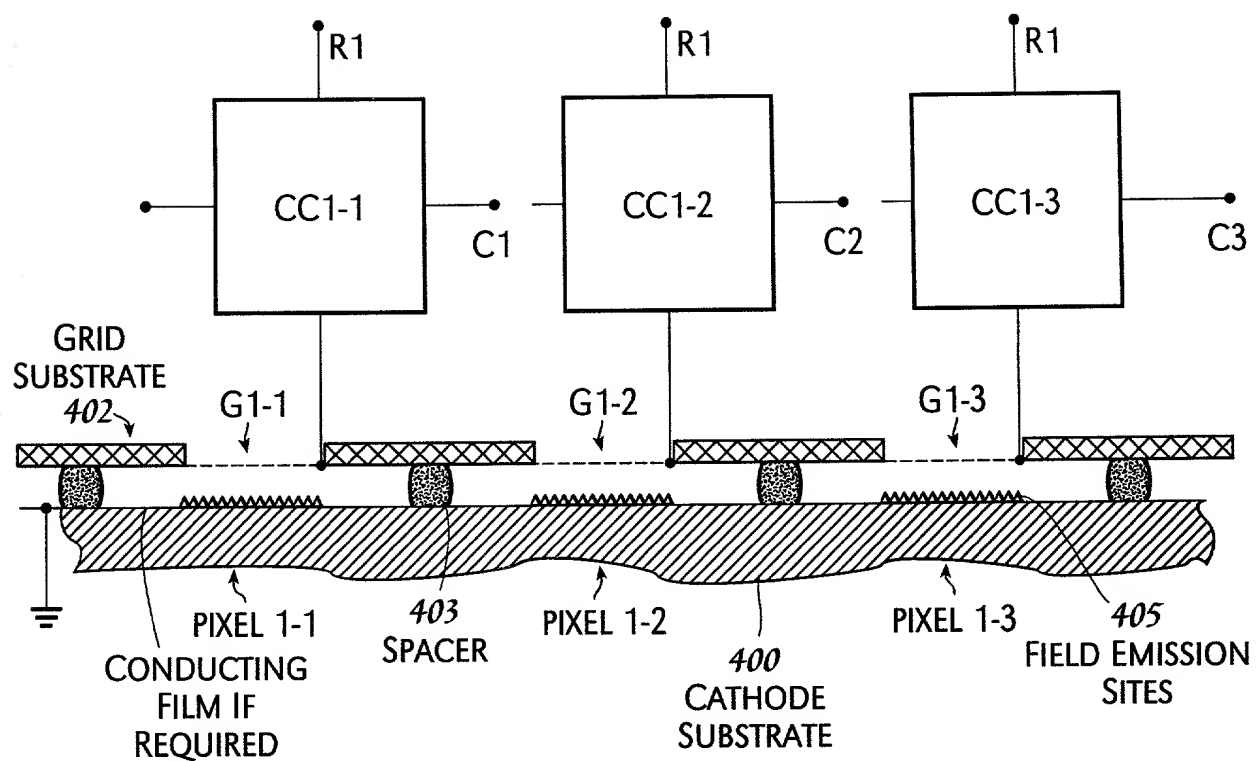 R1
R1
R1
CC1-1
CC1-2
CC1-3
C1
C2
C3
GRID
SUBSTRATE
402
G1-1
G1-2
G1-3
PIXEL 1-1
403
SPACER
PIXEL 1-2
400
CATHODE
SUBSTRATE
PIXEL 1-3
405
FIELD EMISSION
SITES
CONDUCTING
FILM IF
REQUIRED